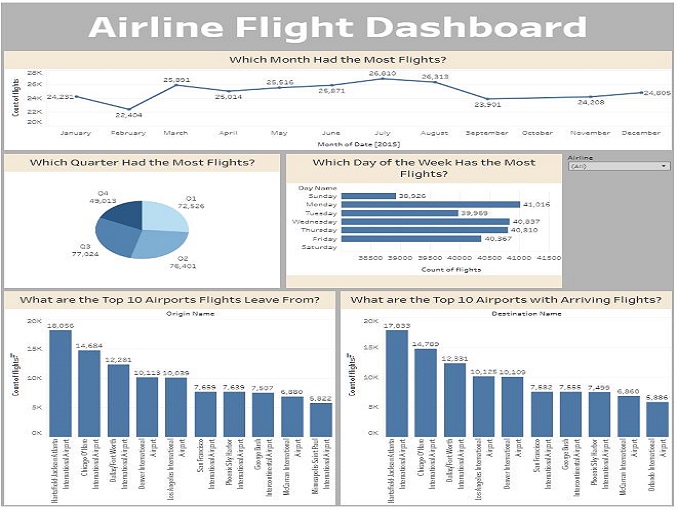 Airline Flight Dashboard
Which Month Had the Most Flights?
Count of flights
28K
26K
24K
22K
20K
24,231
22,404
25,891
25,014
25,516
25,871
26,810
26,313
23,901
24,208
24,805
January February March April May June July August September October November December
Month of Date [2015]
Which Quarter Had the Most Flights?
Q4
49,013
Q1
72,526
Q3
77,024
Q2
76,401
Which Day of the Week Has the Most
Flights?
Day Name
Sunday 38,926
Monday 41,016
Tuesday 39,969
Wednesday 40,837
Thursday 40,810
Friday 40,367
Saturday
38500 39000 39500 40000 40500 41000 41500
Count of flights
Airline
(All)
What are the Top 10 Airports Flights Leave From?
Origin Name
Count of flights
20K
15K
10K
5K
0K
18,056
14,684
12,281
10,113
10,039
7,659
7,639
7,507
6,880
5,822
Hartsfield-Jackson Atlanta
International Airport
Chicago O'Hare
International Airport
Dallas/Fort Worth
International Airport
Denver International
Airport
Los Angeles International
Airport
San Francisco
International Airport
Phoenix Sky Harbor
International Airport
George Bush
Intercontinental Airport
McCarran International
Airport
Minneapolis-Saint Paul
International Airport
What are the Top 10 Airports with Arriving Flights?
Destination Name
Count of flights
20K
15K
10K
5K
0K
17,833
14,789
12,331
10,125
10,109
7,582
7,555
7,499
6,860
5,886
Hartsfield-Jackson Atlanta
International Airport
Chicago O'Hare
International Airport
Dallas/Fort Worth
International Airport
Los Angeles International
Airport
Denver International
Airport
San Francisco
International Airport
George Bush
Intercontinental Airport
Phoenix Sky Harbor
International Airport
McCarran International
Airport
Orlando International
Airport